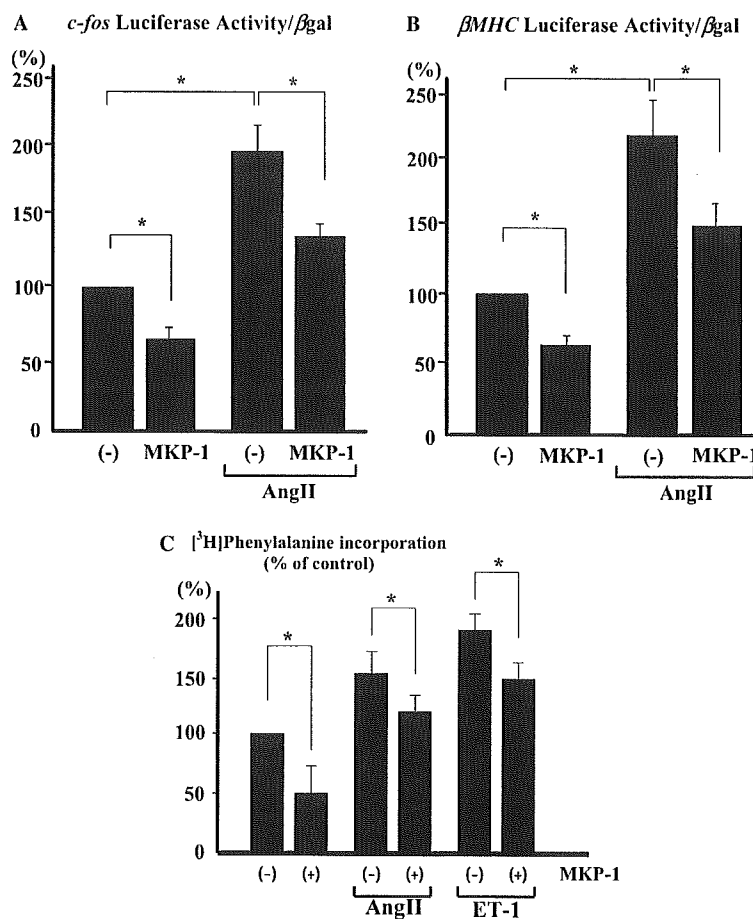 A c-fos Luciferase Activity/βgal
(%)
250
200
150
100
50
0
*
*
*
(-) MKP-1 (-) MKP-1
AngII
B βMHC Luciferase Activity/βgal
(%)
250
200
150
100
50
0
*
*
*
(-) MKP-1 (-) MKP-1
AngII
C [³H]Phenylalanine incorporation
(% of control)
(%)
200
150
100
50
0
*
*
*
(-) (+) (-) (+) (-) (+) MKP-1
AngII ET-1